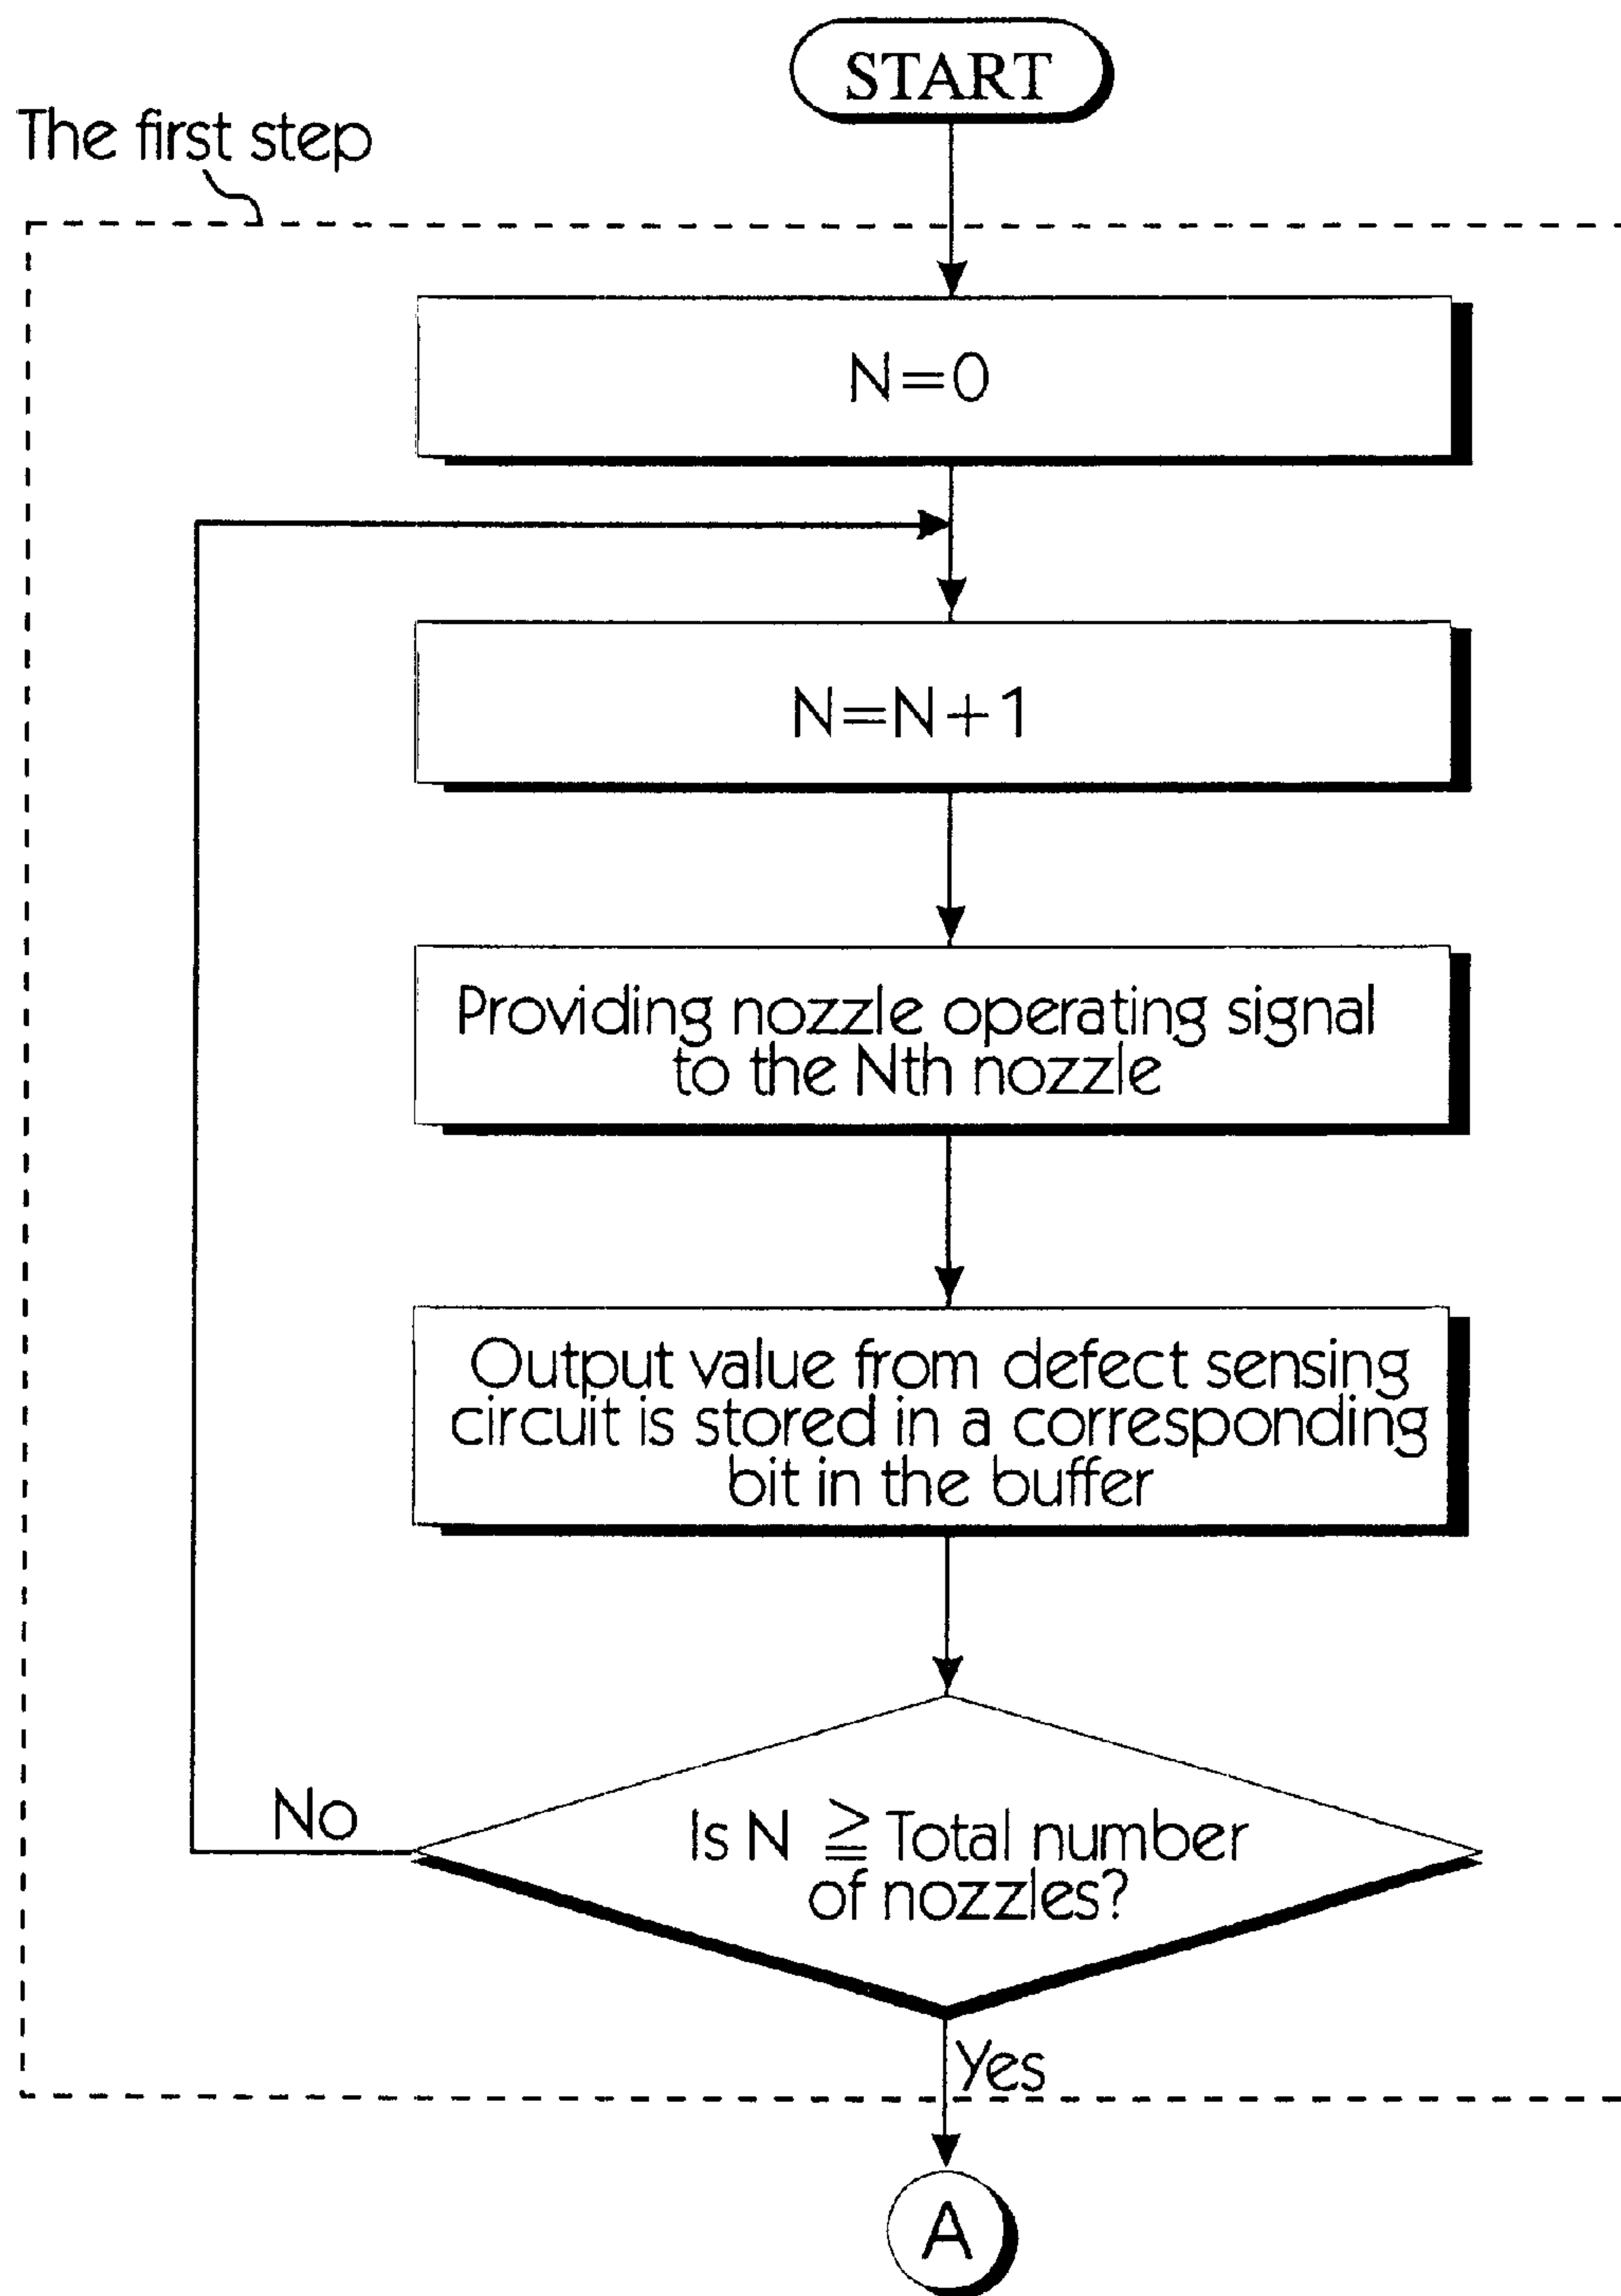 START
The first step
N=0
N=N+1
Providing nozzle operating signal
to the Nth nozzle
Output value from defect sensing
circuit is stored in a corresponding
bit in the buffer
No
Is N ≧ Total number
of nozzles?
Yes
A